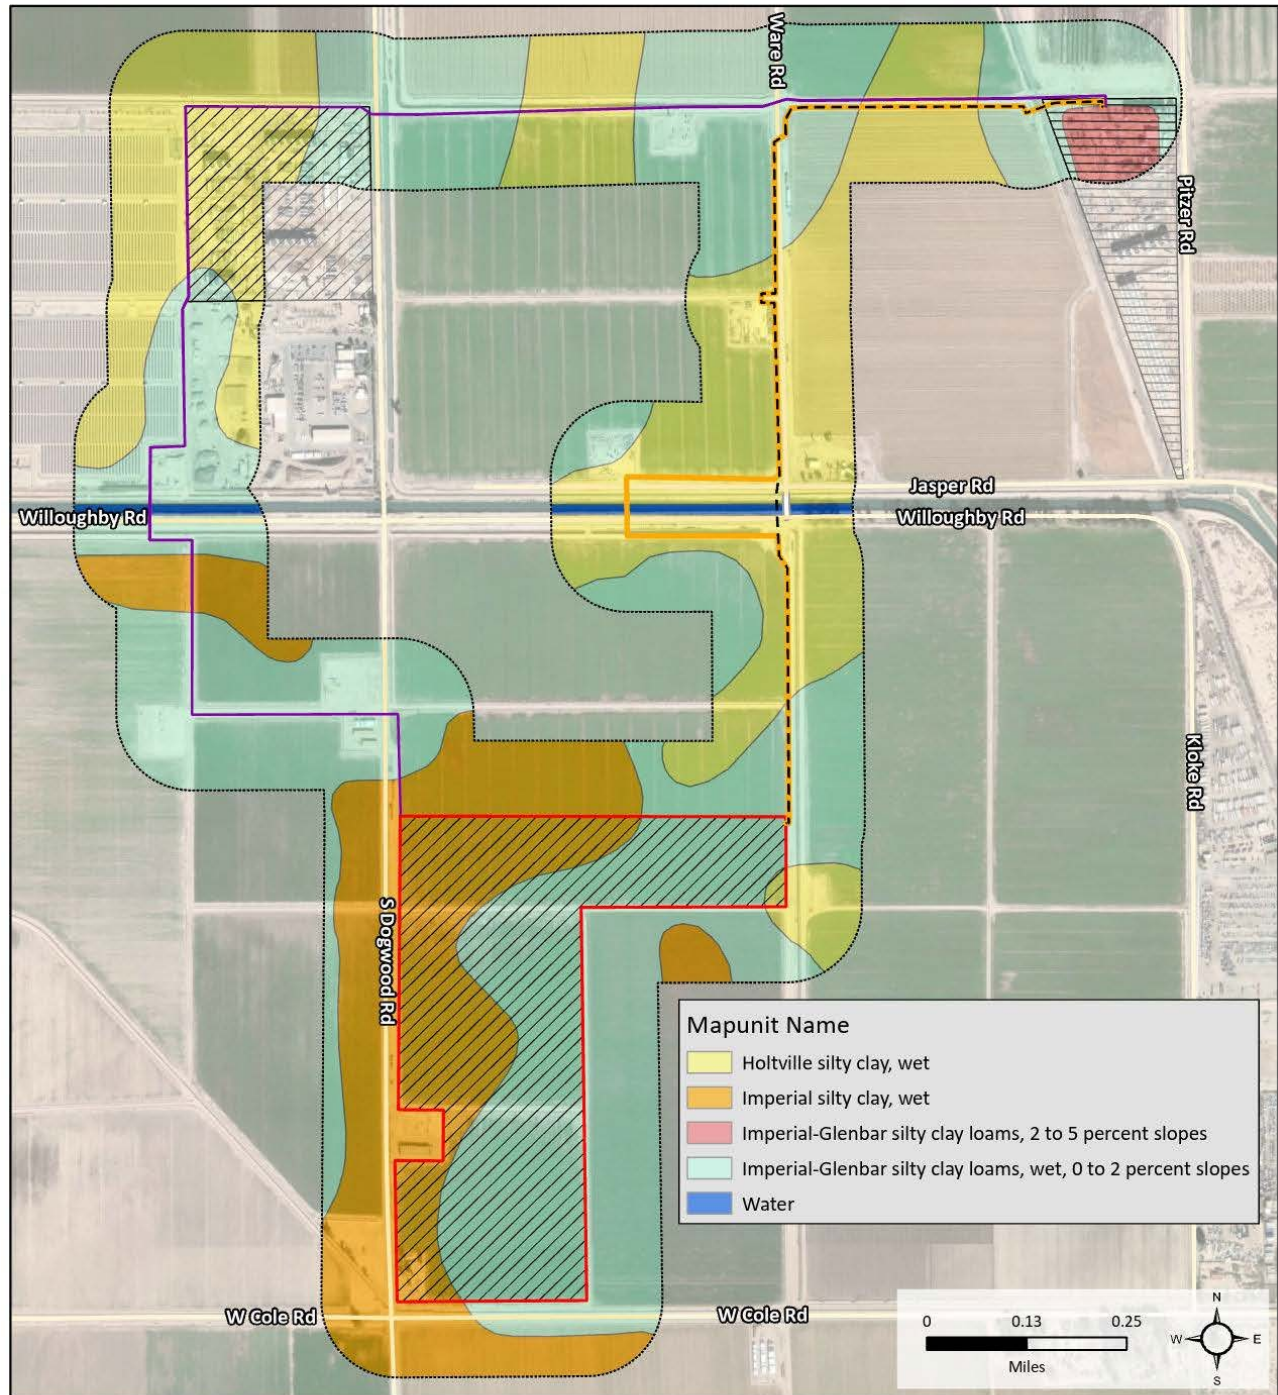 Ware Rd
Pitzer Rd
Jasper Rd
Willoughby Rd
Willoughby Rd
Kloke Rd
S Dogwood Rd
Mapunit Name
Holtville silty clay, wet
Imperial silty clay, wet
Imperial-Glenbar silty clay loams, 2 to 5 percent slopes
Imperial-Glenbar silty clay loams, wet, 0 to 2 percent slopes
Water
W Cole Rd
W Cole Rd
0 0.13 0.25
Miles
N
W E
S